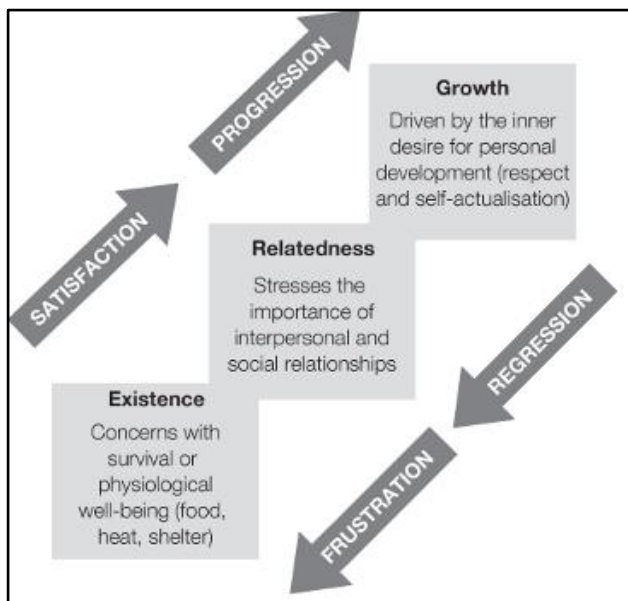 PROGRESSION
SATISFACTION
Growth
Driven by the inner
desire for personal
development (respect
and self-actualisation)
Relatedness
Stresses the
importance of
interpersonal and
social relationships
Existence
Concerns with
survival or
physiological
well-being (food,
heat, shelter)
REGRESSION
FRUSTRATION